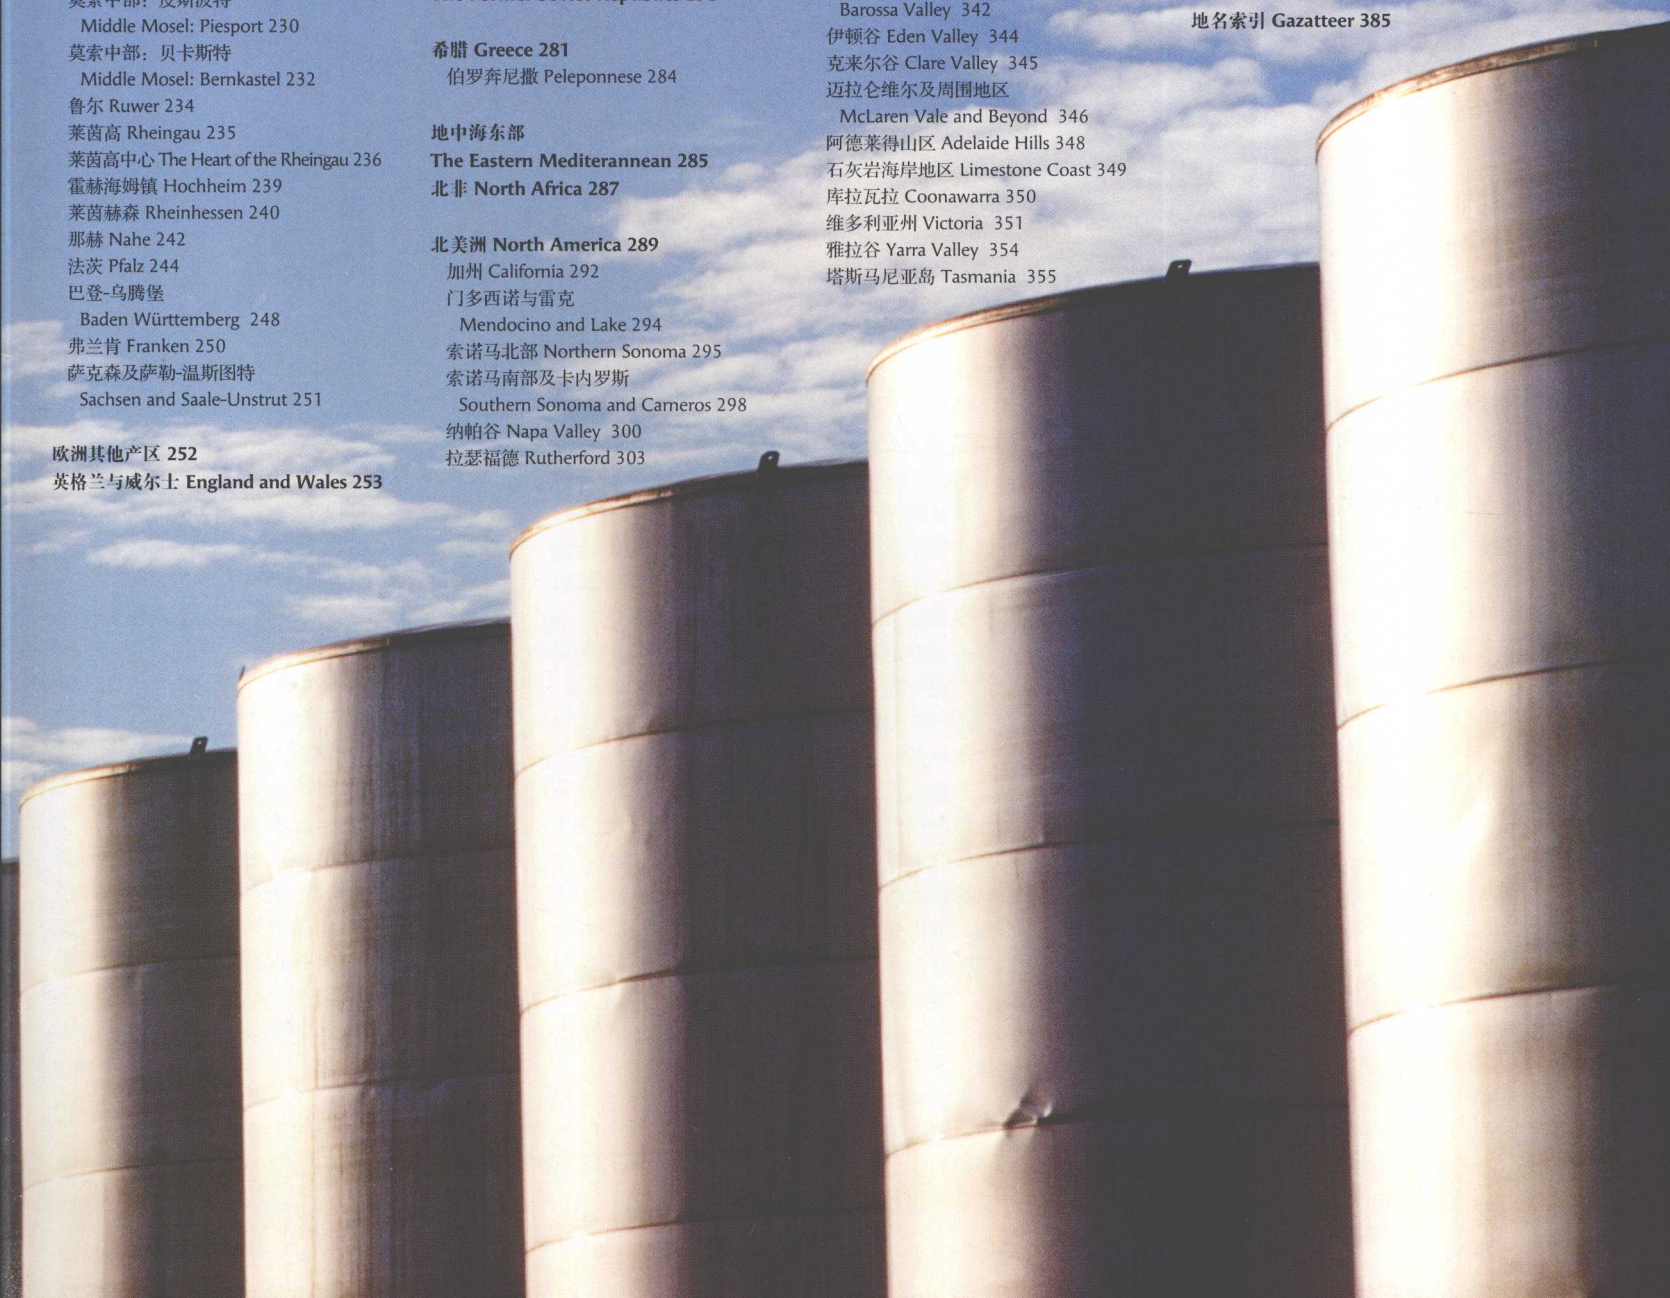 Middle Mosel: Piesport 230
莫索中部：贝卡斯特
Middle Mosel: Bernkastel 232
鲁尔 Ruwer 234
莱茵高 Rheingau 235
莱茵高中心 The Heart of the Rheingau 236
霍赫海姆镇 Hochheim 239
莱茵赫森 Rheinhessen 240
那赫 Nahe 242
法茨 Pfalz 244
巴登-乌腾堡
Baden Württemberg 248
弗兰肯 Franken 250
萨克森及萨勒-温斯图特
Sachsen and Saale-Unstrut 251
欧洲其他产区 252
英格兰与威尔士 England and Wales 253
希腊 Greece 281
伯罗奔尼撒 Peleponnese 284
地中海东部
The Eastern Mediterannean 285
北非 North Africa 287
北美洲 North America 289
加州 California 292
门多西诺与雷克
Mendocino and Lake 294
索诺马北部 Northern Sonoma 295
索诺马南部及卡内罗斯
Southern Sonoma and Carneros 298
纳帕谷 Napa Valley 300
拉瑟福德 Rutherford 303
Barossa Valley 342
伊顿谷 Eden Valley 344
克来尔谷 Clare Valley 345
迈拉仑维尔及周围地区
McLaren Vale and Beyond 346
阿德莱得山区 Adelaide Hills 348
石灰岩海岸地区 Limestone Coast 349
库拉瓦拉 Coonawarra 350
维多利亚州 Victoria 351
雅拉谷 Yarra Valley 354
塔斯马尼亚岛 Tasmania 355
地名索引 Gazatteer 385